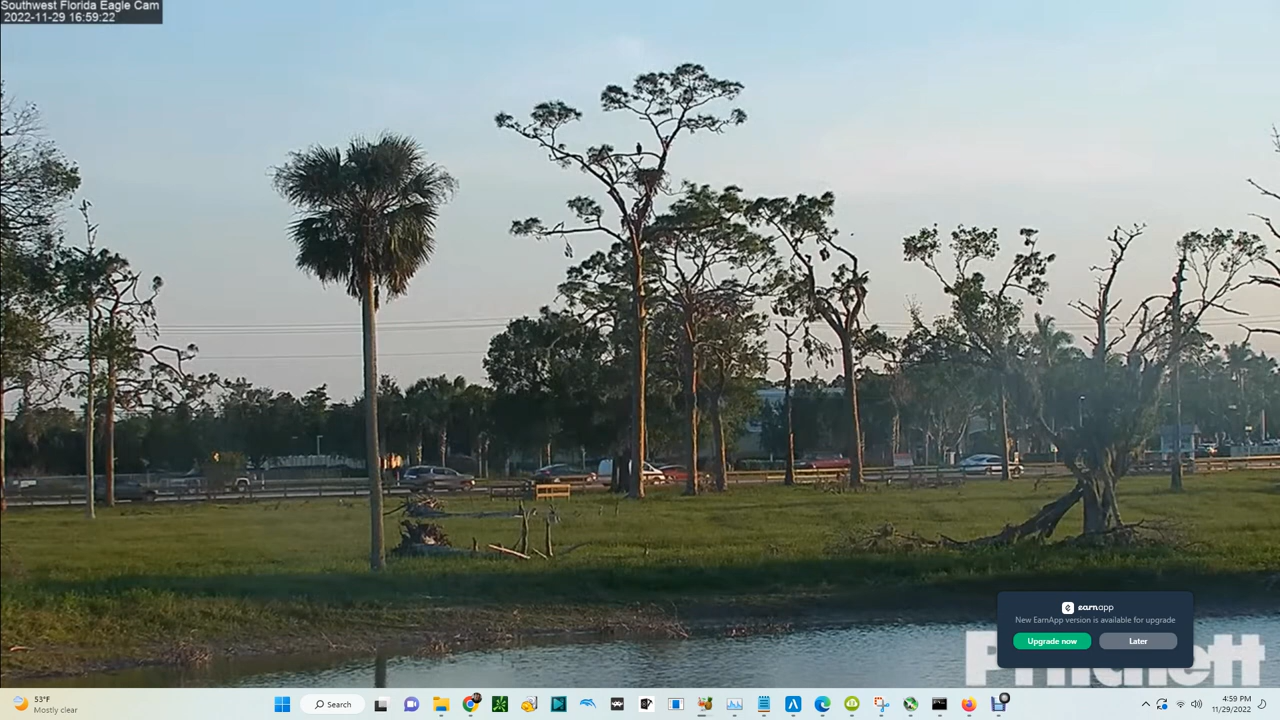 Southwest Florida Eagle Cam
2022-11-29 16:59:22
earnapp
New EarnApp version is available for upgrade
Upgrade now
Later
53°F
Mostly clear
Search
4:59 PM
11/29/2022